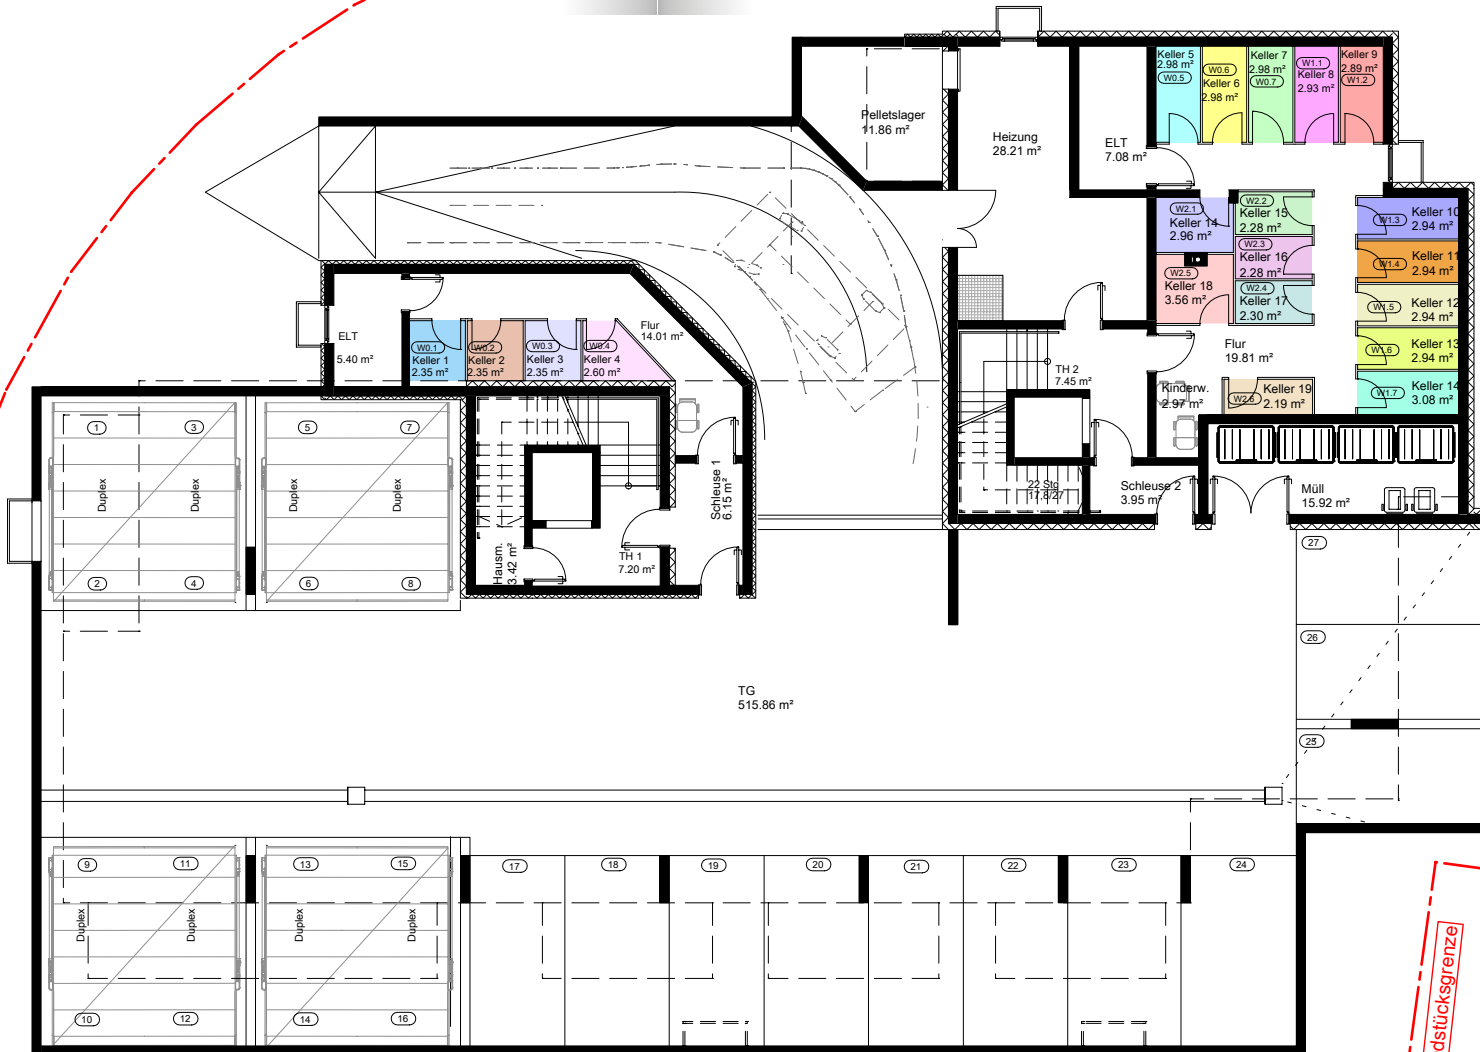 Keller 5
2.98 m²
W0.5
W0.6
Keller 6
2.98 m²
Keller 7
2.98 m²
W0.7
W1.1
Keller 8
2.93 m²
Keller 9
2.89 m²
W1.2
Pelletslager
11.86 m²
Heizung
28.21 m²
ELT
7.08 m²
W2.1
Keller 14
2.96 m²
W2.2
Keller 15
2.28 m²
W2.3
Keller 16
2.28 m²
W2.4
Keller 17
2.30 m²
W2.5
Keller 18
3.56 m²
Keller 10
W1.3
2.94 m²
Keller 11
W1.4
2.94 m²
Keller 12
W1.5
2.94 m²
Keller 13
W1.6
2.94 m²
Keller 14
W1.7
3.08 m²
ELT
5.40 m²
W0.1
Keller 1
2.35 m²
W0.2
Keller 2
2.35 m²
W0.3
Keller 3
2.35 m²
W0.4
Keller 4
2.60 m²
Flur
14.01 m²
Flur
19.81 m²
TH 2
7.45 m²
Kinderw.
2.97 m²
Keller 19
W2.6
2.19 m²
22 Stg
17,8/27
Schleuse 2
3.95 m²
Müll
15.92 m²
Schleuse 1
6.15 m²
Hausm.
3.42 m²
TH 1
7.20 m²
1
3
5
7
Duplex
Duplex
Duplex
Duplex
2
4
6
8
27
26
25
TG
515.86 m²
9
11
13
15
17
18
19
20
21
22
23
24
Duplex
Duplex
Duplex
Duplex
10
12
14
16
dstücksgrenze